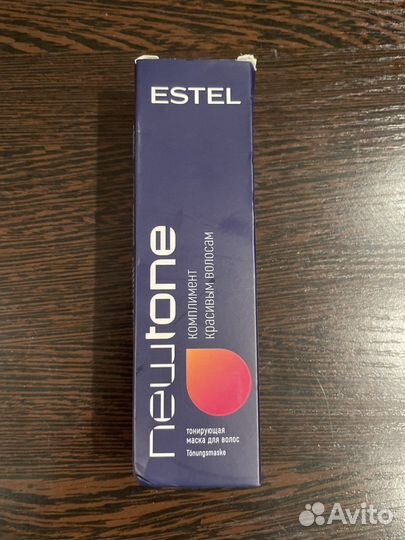 ESTEL
newtone
комплимент
красивым волосам
тонирующая
маска для волос
Tönungsmaske
Avito